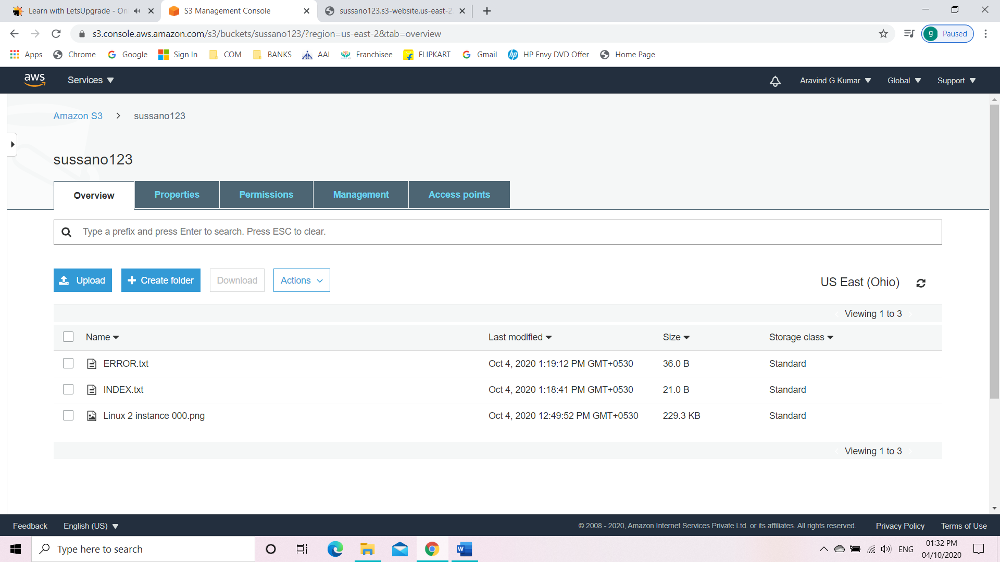 Learn with LetsUpgrade - On
S3 Management Console
sussano123.s3-website.us-east-2
s3.console.aws.amazon.com/s3/buckets/sussano123/?region=us-east-2&tab=overview
g Paused
Apps Chrome Google Sign In COM BANKS AAI Franchisee FLIPKART Gmail HP Envy DVD Offer Home Page
aws Services Aravind G Kumar Global Support
Amazon S3 > sussano123
sussano123
Overview Properties Permissions Management Access points
Type a prefix and press Enter to search. Press ESC to clear.
Upload + Create folder Download Actions US East (Ohio)
Viewing 1 to 3
Name Last modified Size Storage class
ERROR.txt Oct 4, 2020 1:19:12 PM GMT+0530 36.0 B Standard
INDEX.txt Oct 4, 2020 1:18:41 PM GMT+0530 21.0 B Standard
Linux 2 instance 000.png Oct 4, 2020 12:49:52 PM GMT+0530 229.3 KB Standard
Viewing 1 to 3
Feedback English (US) © 2008 - 2020, Amazon Internet Services Private Ltd. or its affiliates. All rights reserved. Privacy Policy Terms of Use
Type here to search
ENG
01:32 PM
04/10/2020